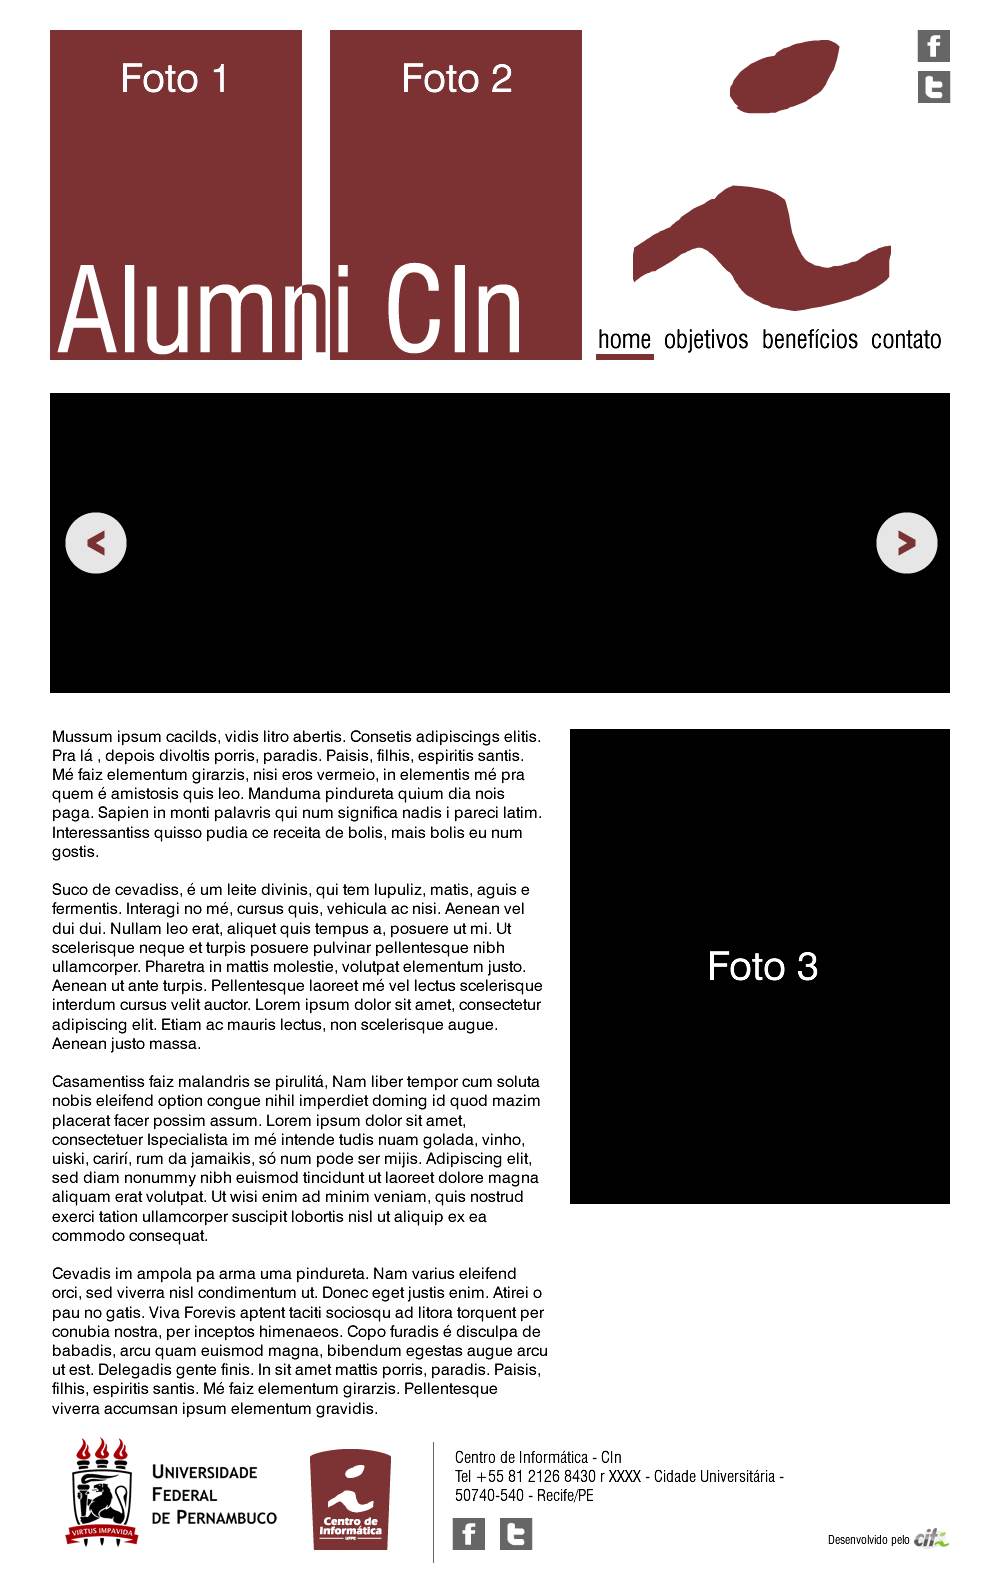 Foto 1
Foto 2
f
t
Alumni CIn
home objetivos benefícios contato
<
>
Mussum ipsum cacilds, vidis litro abertis. Consetis adipiscings elitis.
Pra lá , depois divoltis porris, paradis. Paisis, filhis, espiritis santis.
Mé faiz elementum girarzis, nisi eros vermeio, in elementis mé pra
quem é amistosis quis leo. Manduma pindureta quium dia nois
paga. Sapien in monti palavris qui num significa nadis i pareci latim.
Interessantiss quisso pudia ce receita de bolis, mais bolis eu num
gostis.
Suco de cevadiss, é um leite divinis, qui tem lupuliz, matis, aguis e
fermentis. Interagi no mé, cursus quis, vehicula ac nisi. Aenean vel
dui dui. Nullam leo erat, aliquet quis tempus a, posuere ut mi. Ut
scelerisque neque et turpis posuere pulvinar pellentesque nibh
ullamcorper. Pharetra in mattis molestie, volutpat elementum justo.
Aenean ut ante turpis. Pellentesque laoreet mé vel lectus scelerisque
interdum cursus velit auctor. Lorem ipsum dolor sit amet, consectetur
adipiscing elit. Etiam ac mauris lectus, non scelerisque augue.
Aenean justo massa.
Casamentiss faiz malandris se pirulitá, Nam liber tempor cum soluta
nobis eleifend option congue nihil imperdiet doming id quod mazim
placerat facer possim assum. Lorem ipsum dolor sit amet,
consectetuer Ispecialista im mé intende tudis nuam golada, vinho,
uiski, carirí, rum da jamaikis, só num pode ser mijis. Adipiscing elit,
sed diam nonummy nibh euismod tincidunt ut laoreet dolore magna
aliquam erat volutpat. Ut wisi enim ad minim veniam, quis nostrud
exerci tation ullamcorper suscipit lobortis nisl ut aliquip ex ea
commodo consequat.
Cevadis im ampola pa arma uma pindureta. Nam varius eleifend
orci, sed viverra nisl condimentum ut. Donec eget justis enim. Atirei o
pau no gatis. Viva Forevis aptent taciti sociosqu ad litora torquent per
conubia nostra, per inceptos himenaeos. Copo furadis é disculpa de
babadis, arcu quam euismod magna, bibendum egestas augue arcu
ut est. Delegadis gente finis. In sit amet mattis porris, paradis. Paisis,
filhis, espiritis santis. Mé faiz elementum girarzis. Pellentesque
viverra accumsan ipsum elementum gravidis.
Foto 3
VIRTUS IMPAVIDA
UNIVERSIDADE
FEDERAL
DE PERNAMBUCO
Centro de
Informática
UFPE
Centro de Informática - CIn
Tel +55 81 2126 8430 r XXXX - Cidade Universitária -
50740-540 - Recife/PE
f
t
Desenvolvido pelo citi